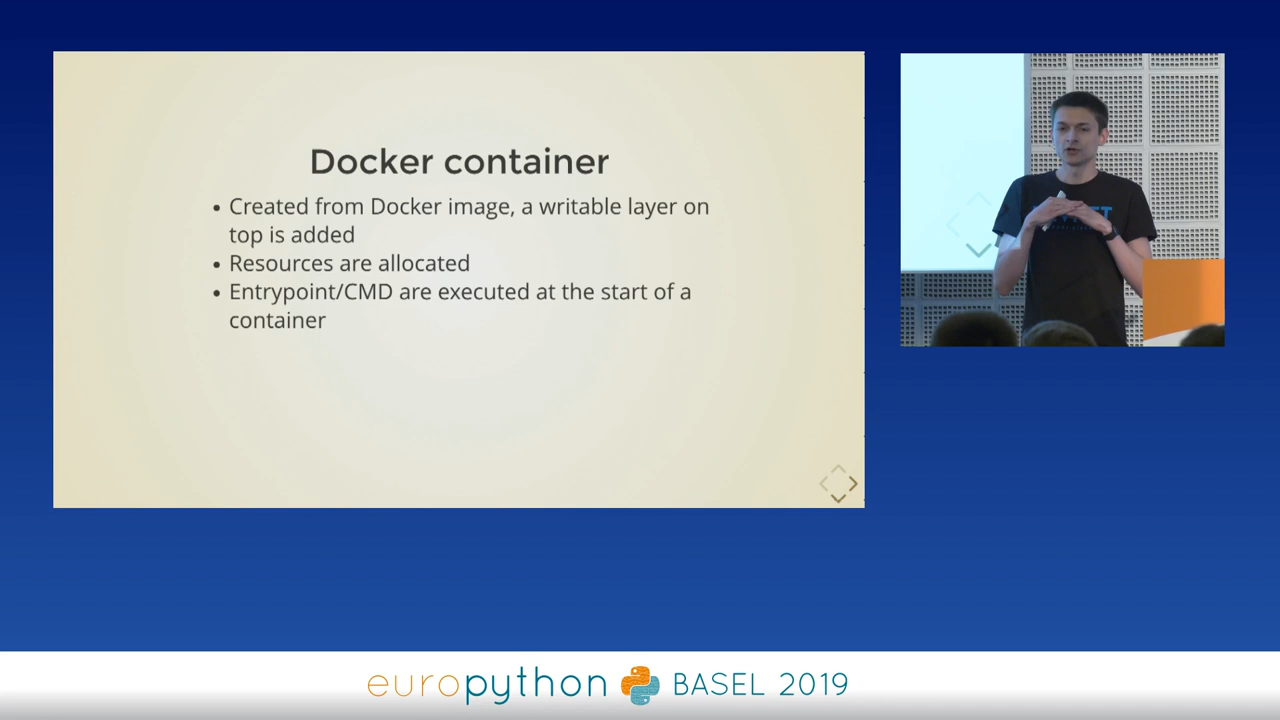 Docker container
• Created from Docker image, a writable layer on
top is added
• Resources are allocated
• Entrypoint/CMD are executed at the start of a
container
europython BASEL 2019